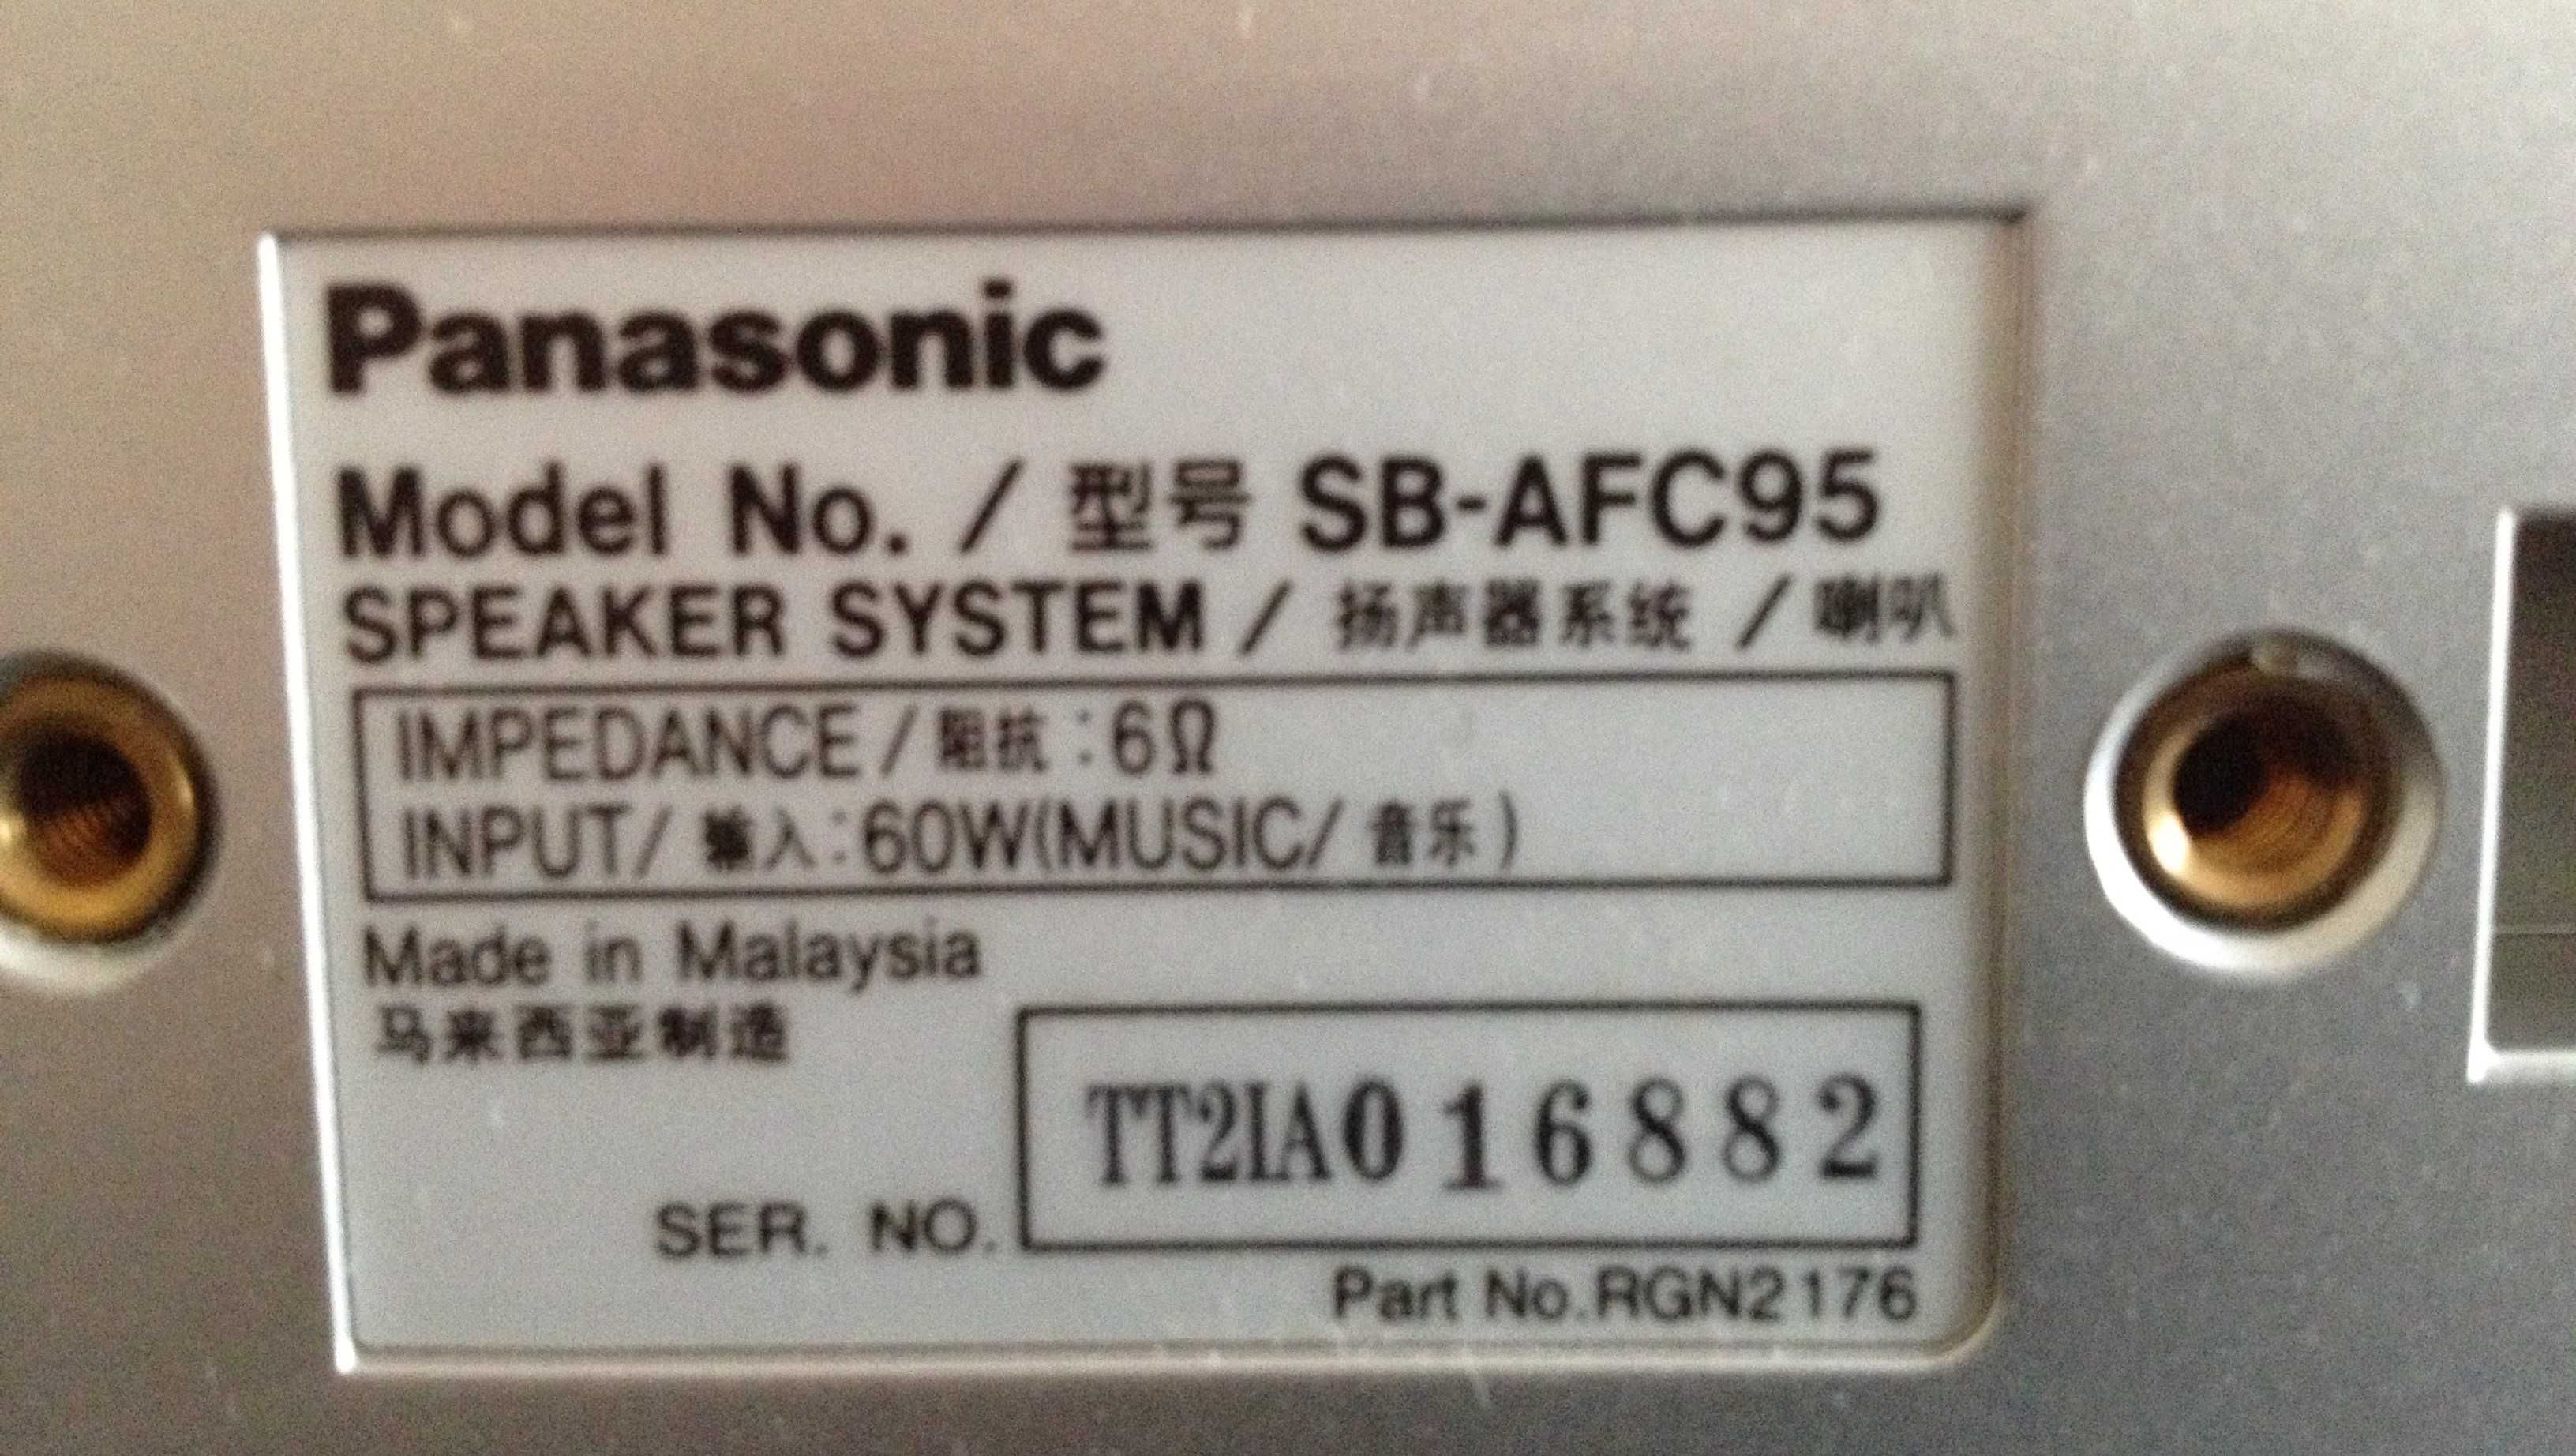 Panasonic
Model No. / 型号 SB-AFC95
SPEAKER SYSTEM / 扬声器系统 / 喇叭
IMPEDANCE / 阻抗 : 6Ω
INPUT/ 输入 : 60W(MUSIC/ 音乐 )
Made in Malaysia
马来西亚制造
TT2IA016882
SER. NO.
Part No.RGN2176